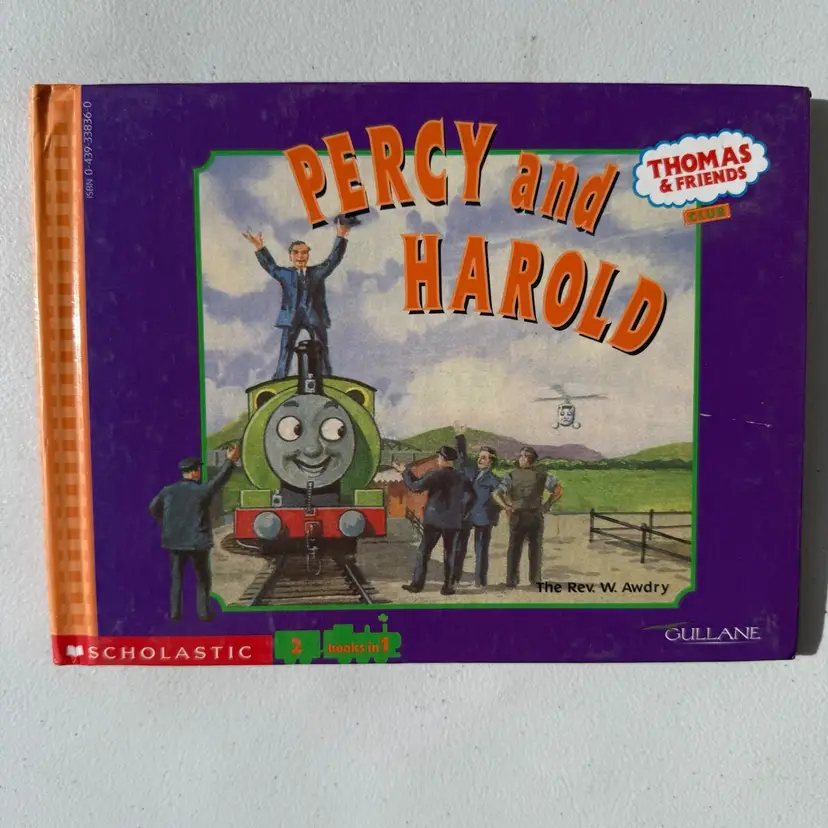 ISBN 0-439-33836-0
PERCY and
HAROLD
THOMAS
& FRIENDS
CLUB
The Rev. W. Awdry
SCHOLASTIC
2 books in 1
GULLANE